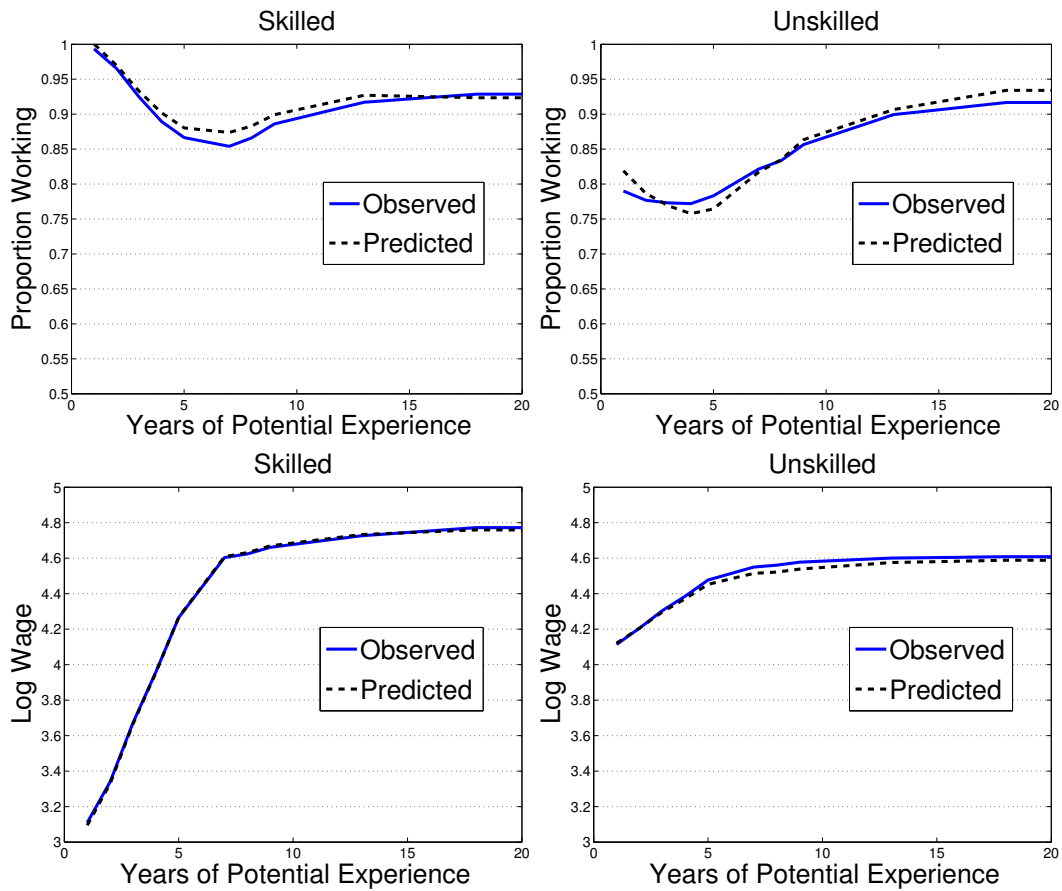 Skilled
Proportion Working
1
0.95
0.9
0.85
0.8
0.75
0.7
0.65
0.6
0.55
0.5
0 5 10 15 20
Years of Potential Experience
Observed
Predicted
Unskilled
Proportion Working
1
0.95
0.9
0.85
0.8
0.75
0.7
0.65
0.6
0.55
0.5
0 5 10 15 20
Years of Potential Experience
Observed
Predicted
Skilled
Log Wage
5
4.8
4.6
4.4
4.2
4
3.8
3.6
3.4
3.2
3
0 5 10 15 20
Years of Potential Experience
Observed
Predicted
Unskilled
Log Wage
5
4.8
4.6
4.4
4.2
4
3.8
3.6
3.4
3.2
3
0 5 10 15 20
Years of Potential Experience
Observed
Predicted